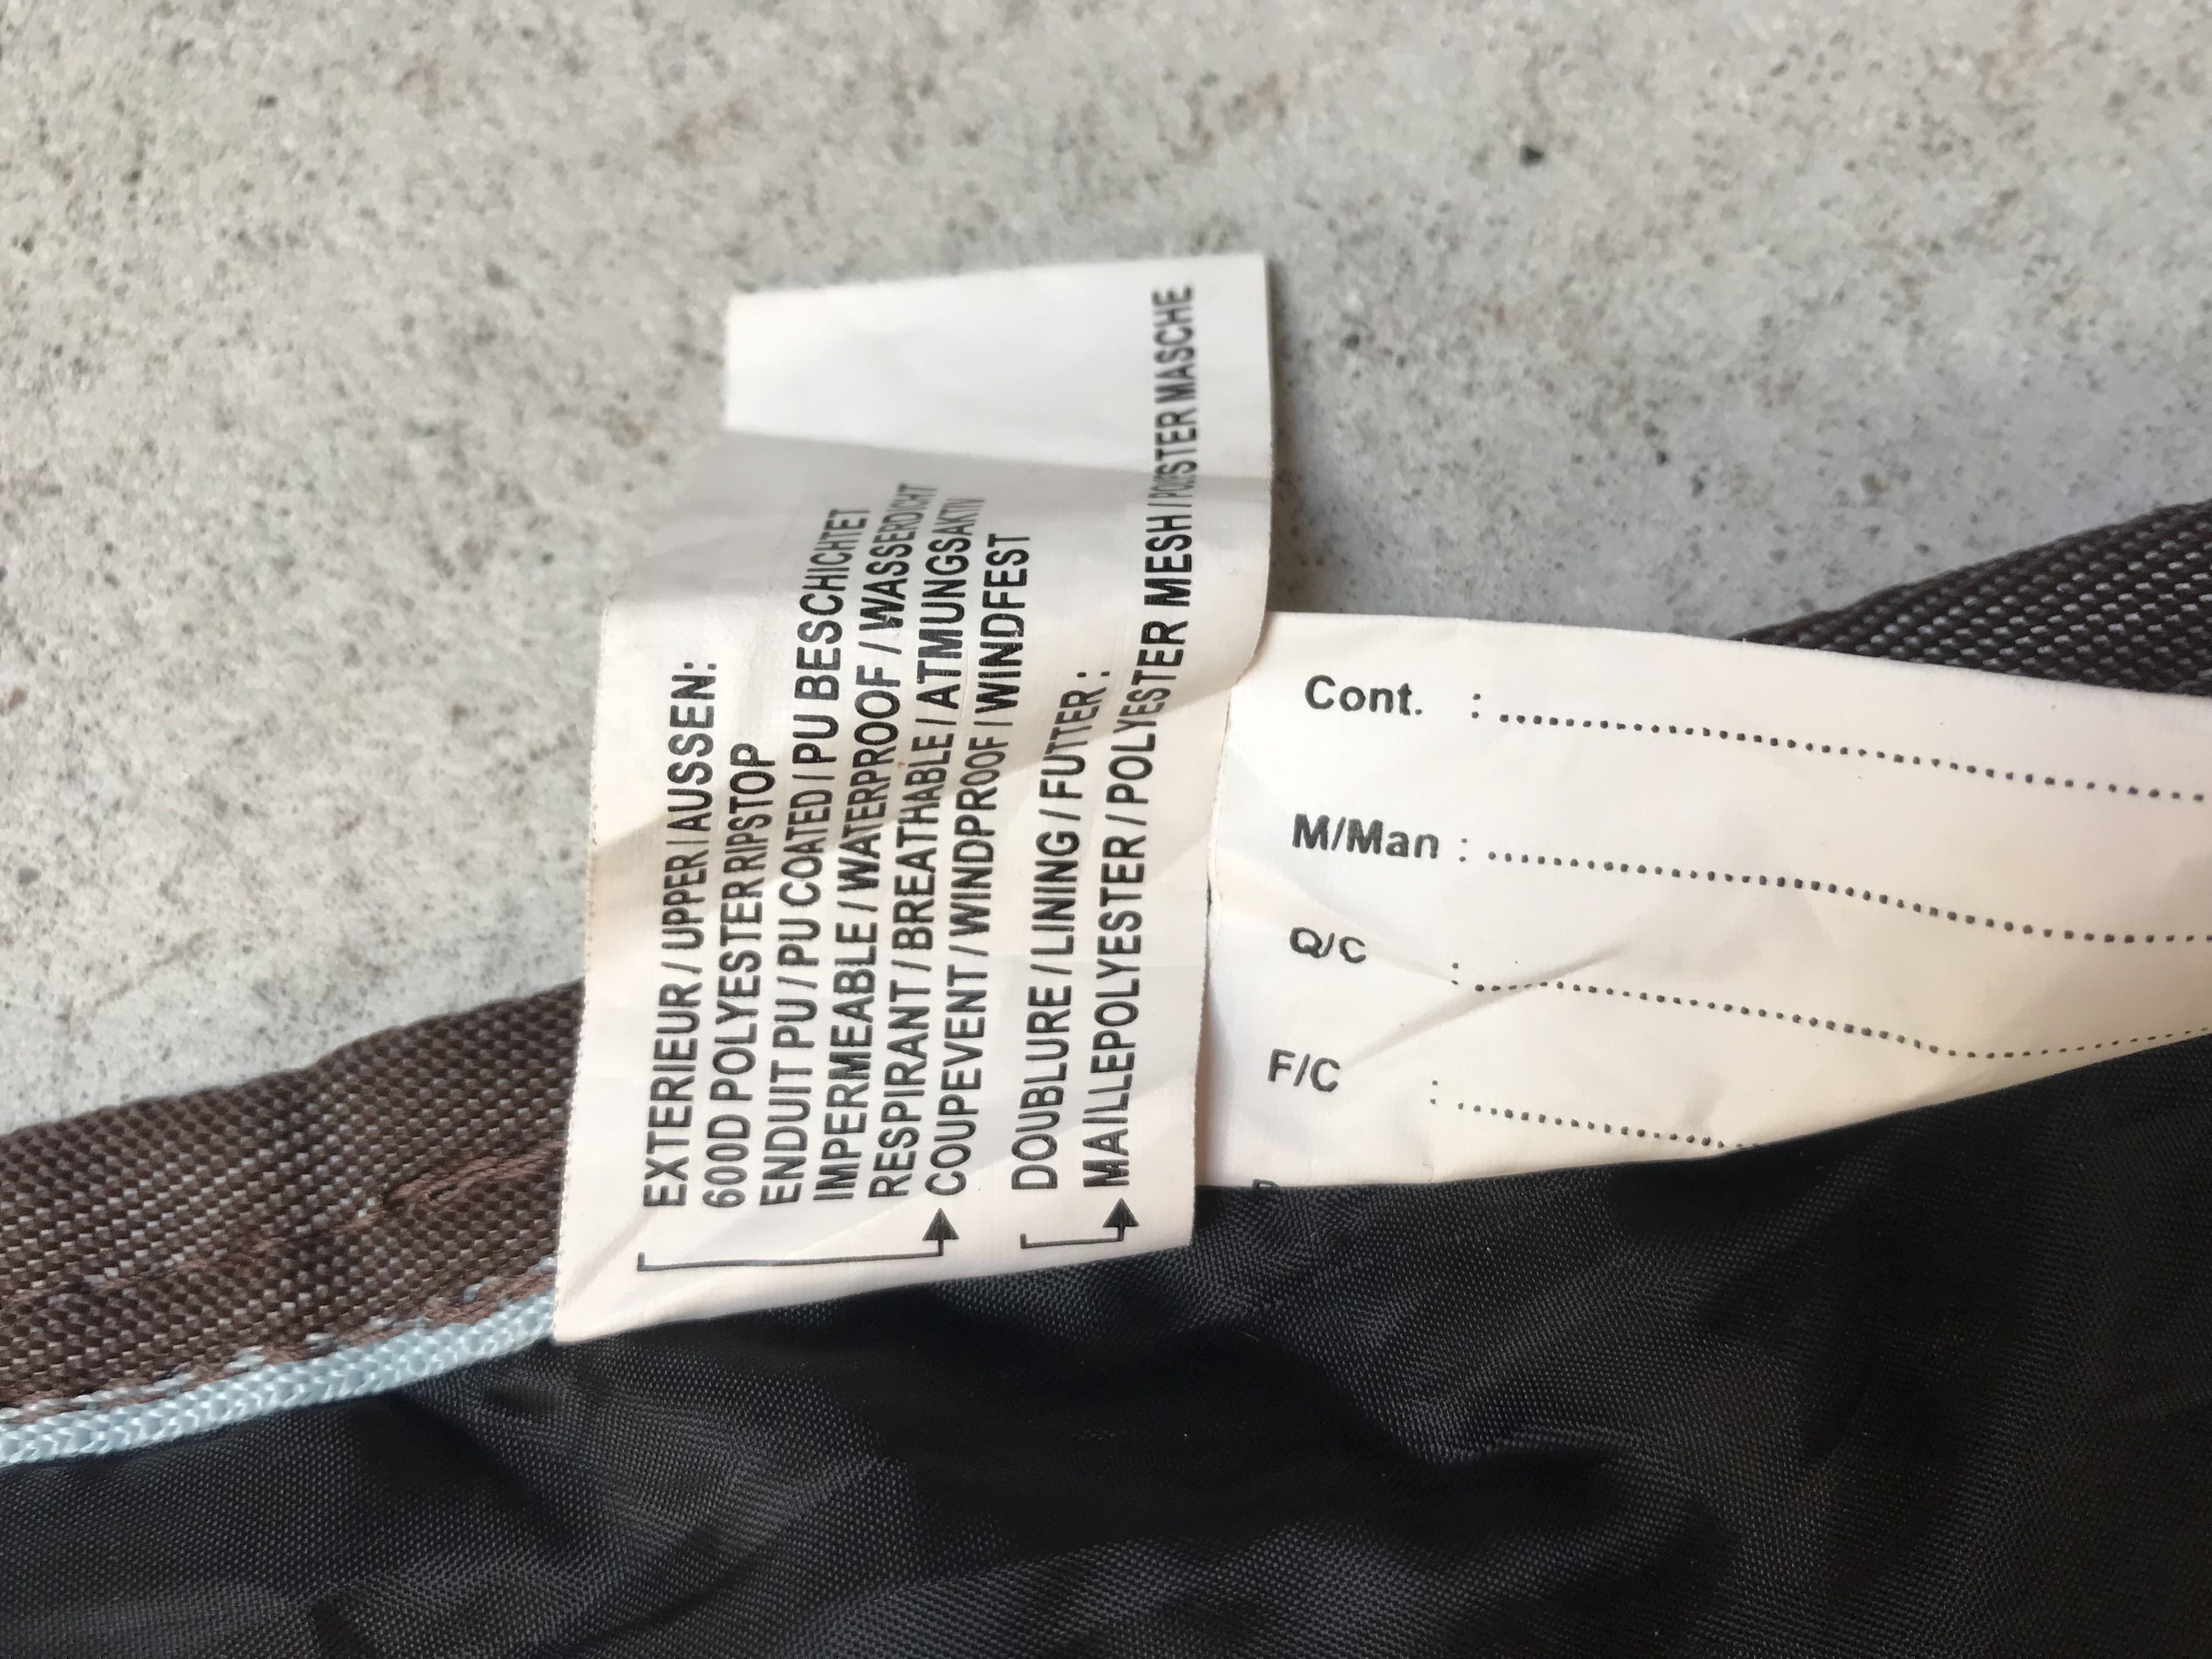 EXTERIEUR / UPPER / AUSSEN:
600D POLYESTER RIPSTOP
ENDUIT PU / PU COATED / PU BESCHICHTET
IMPERMEABLE / WATERPROOF / WASSERDICHT
RESPIRANT / BREATHABLE / ATMUNGSAKTIV
COUPEVENT / WINDPROOF / WINDFEST
DOUBLURE / LINING / FUTTER :
MAILLEPOLYESTER / POLYESTER MESH / POLYESTER MASCHE
Cont. : ..............................
M/Man : ..............................
Q/C : ..............................
F/C : ..............................